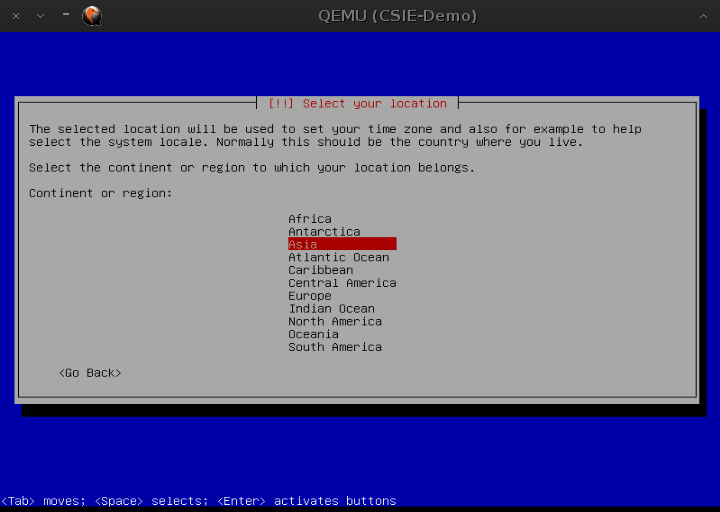 QEMU (CSIE-Demo)
[!!] Select your location
The selected location will be used to set your time zone and also for example to help
select the system locale. Normally this should be the country where you live.
Select the continent or region to which your location belongs.
Continent or region:
Africa
Antarctica
Asia
Atlantic Ocean
Caribbean
Central America
Europe
Indian Ocean
North America
Oceania
South America
<Go Back>
<Tab> moves; <Space> selects; <Enter> activates buttons